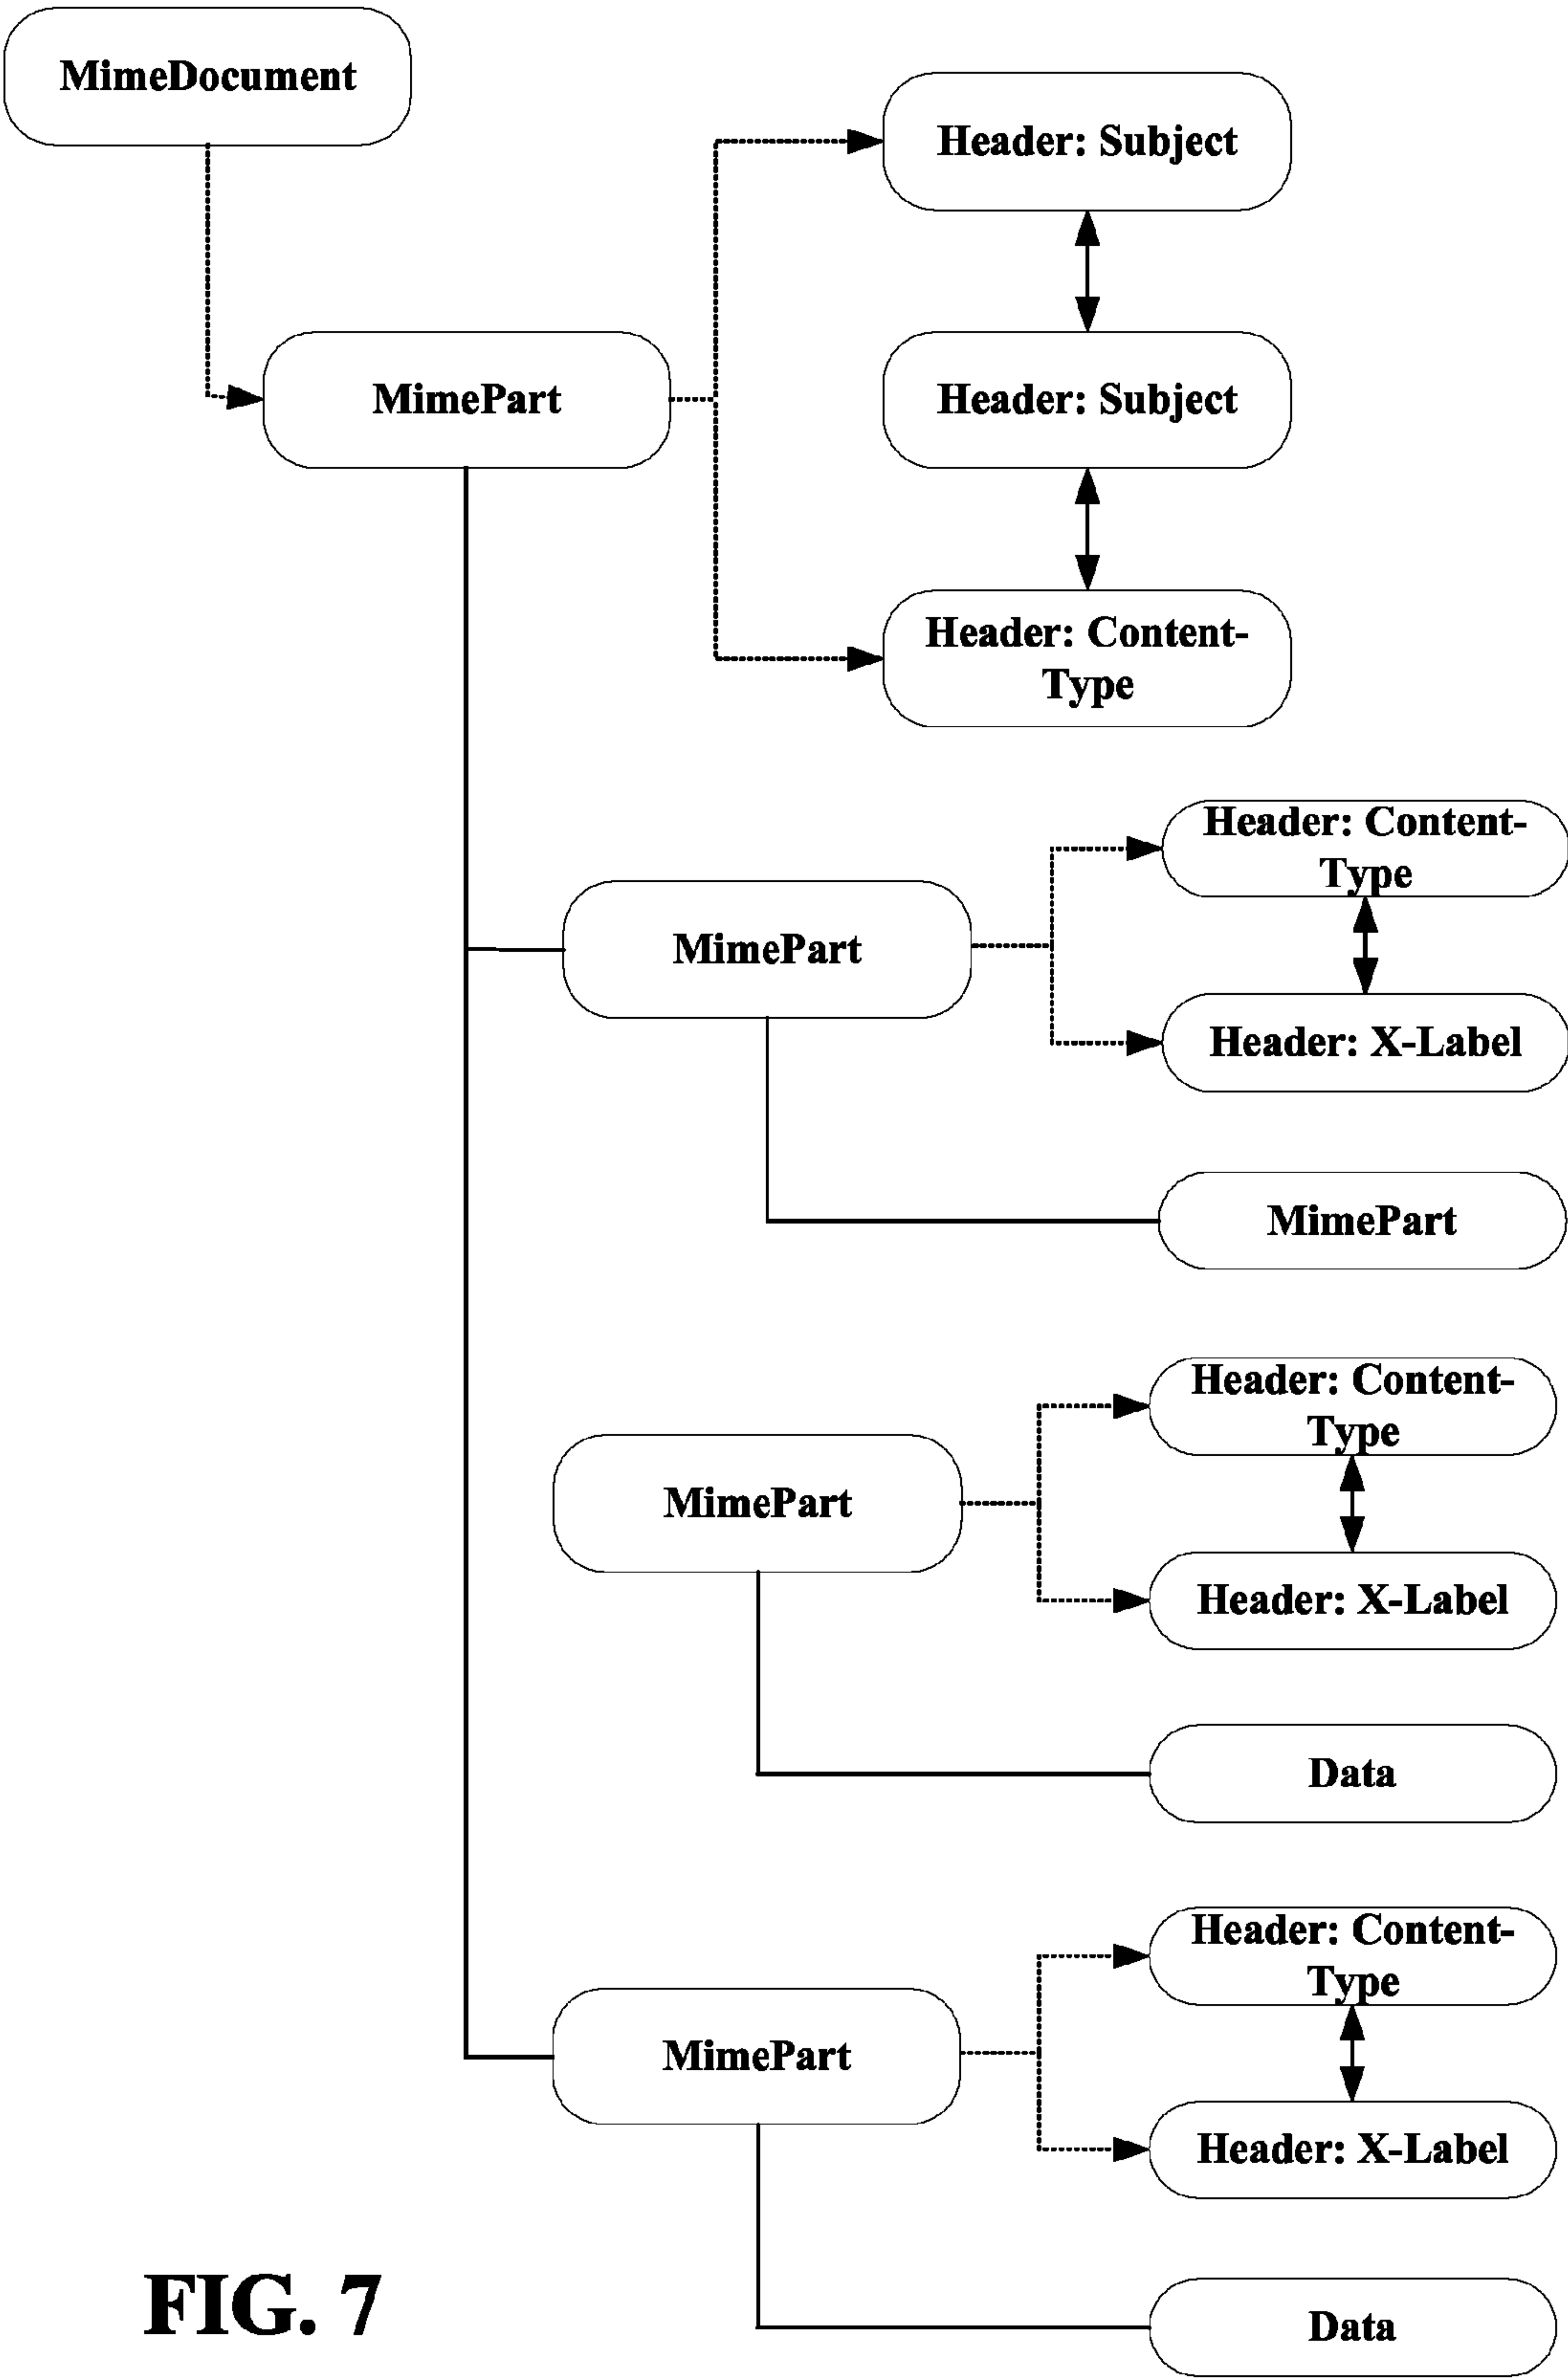 MimeDocument
Header: Subject
MimePart
Header: Subject
Header: Content-
Type
Header: Content-
Type
MimePart
Header: X-Label
MimePart
Header: Content-
Type
MimePart
Header: X-Label
Data
Header: Content-
Type
MimePart
Header: X-Label
Data
FIG. 7